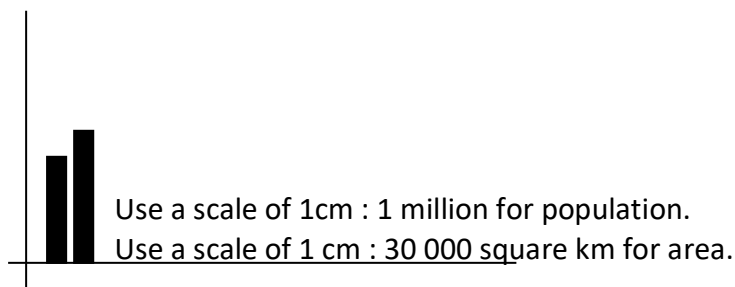 Use a scale of 1cm : 1 million for population.
Use a scale of 1 cm : 30 000 square km for area.